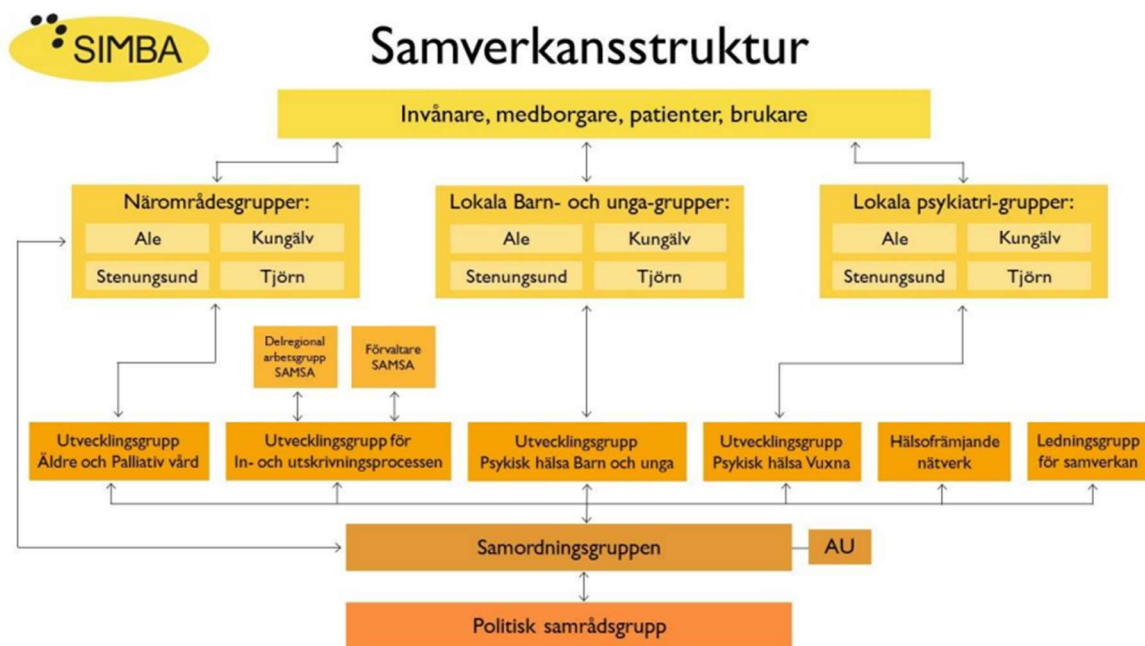 SIMBA
Samverkansstruktur
Invånare, medborgare, patienter, brukare
Närområdesgrupper:
Ale
Kungälv
Stenungsund
Tjörn
Lokala Barn- och unga-grupper:
Ale
Kungälv
Stenungsund
Tjörn
Lokala psykiatri-grupper:
Ale
Kungälv
Stenungsund
Tjörn
Delregional
arbetsgrupp
SAMSA
Förvaltare
SAMSA
Utvecklingsgrupp
Äldre och Palliativ vård
Utvecklingsgrupp för
In- och utskrivningsprocessen
Utvecklingsgrupp
Psykisk hälsa Barn och unga
Utvecklingsgrupp
Psykisk hälsa Vuxna
Hälsofrämjande
nätverk
Ledningsgrupp
för samverkan
Samordningsgruppen
AU
Politisk samrådsgrupp